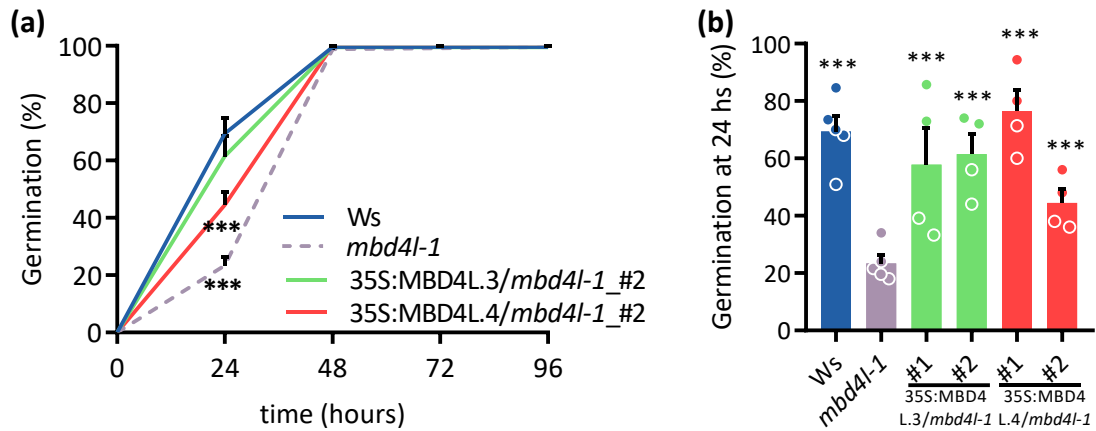 (a)
Germination (%)
100
80
60
40
20
0
***
***
Ws
mbd4l-1
35S:MBD4L.3/mbd4l-1_#2
35S:MBD4L.4/mbd4l-1_#2
0 24 48 72 96
time (hours)
(b)
Germination at 24 hs (%)
100
80
60
40
20
0
*** *** *** *** ***
Ws mbd4l-1 #1 #2 #1 #2
35S:MBD4 35S:MBD4
L.3/mbd4l-1 L.4/mbd4l-1